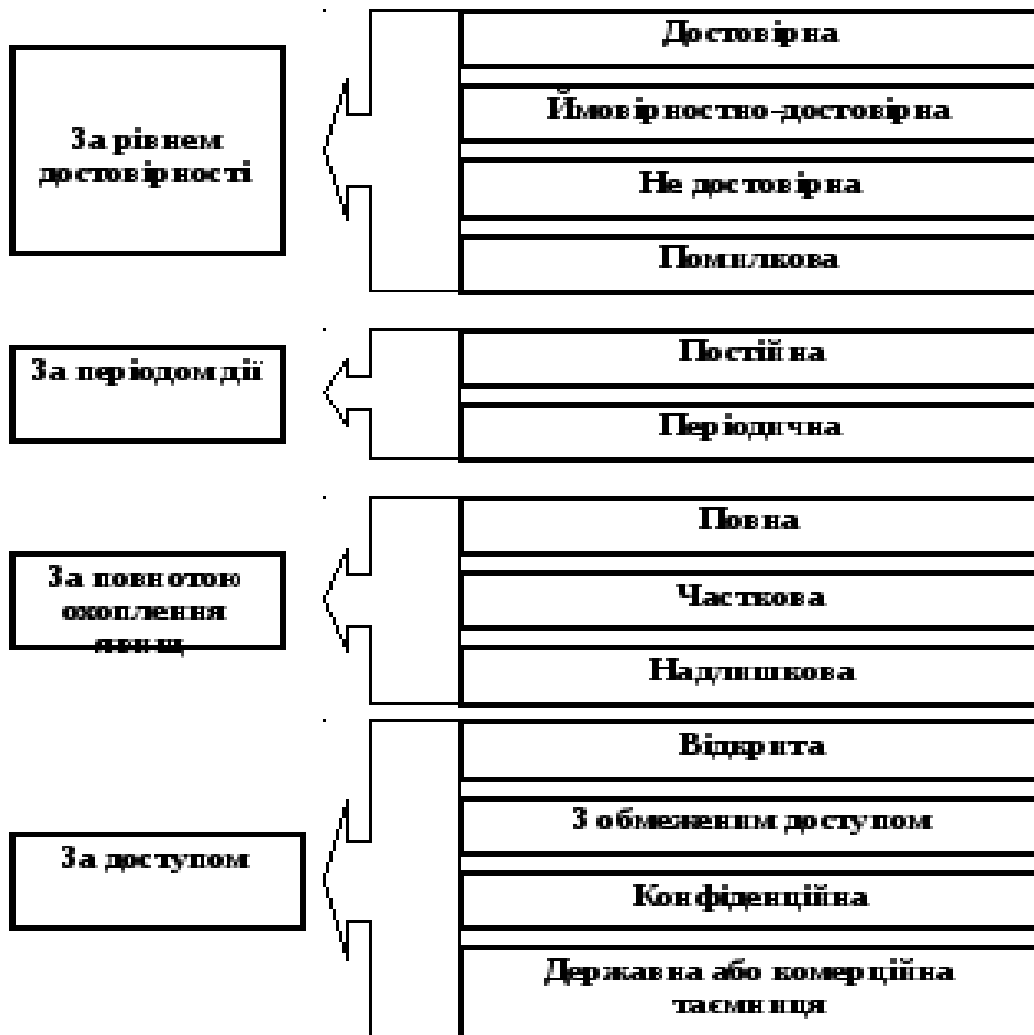 За рівнем
достовірності
Достовірна
Ймовірностно-достовірна
Не достовірна
Помилкова
За періодом дії
Постійна
Періодична
За повнотою
охоплення
явищ
Повна
Часткова
Надлишкова
За доступом
Відкрита
З обмеженим доступом
Конфіденційна
Державна або комерційна
таємниця